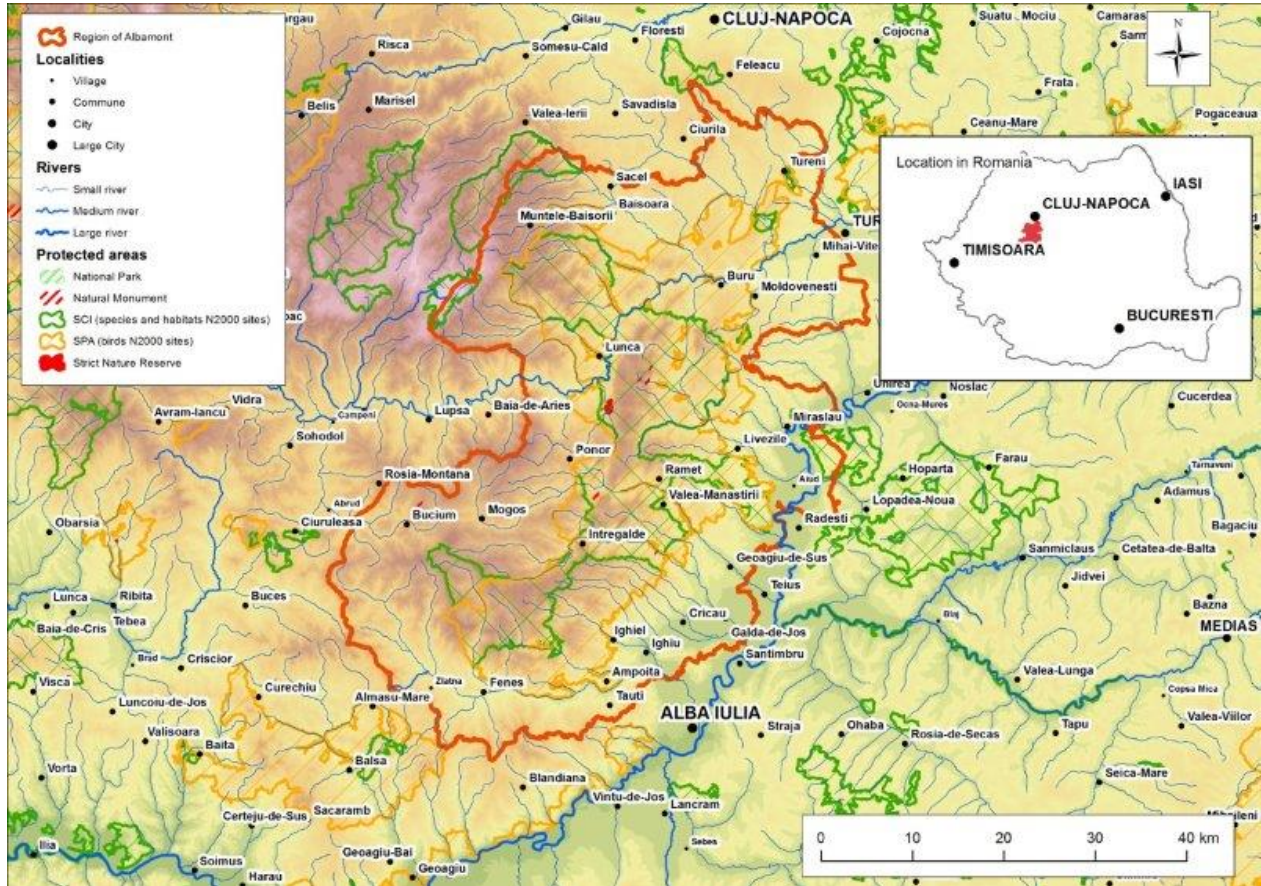 Region of Albamont
Localities
Village
Commune
City
Large City
Rivers
Small river
Medium river
Large river
Protected areas
National Park
Natural Monument
SCI (species and habitats N2000 sites)
SPA (birds N2000 sites)
Strict Nature Reserve
N
Location in Romania
IASI
CLUJ-NAPOCA
TIMISOARA
BUCURESTI
Gilau
CLUJ-NAPOCA
Suatu
Mociu
Camaras
Floresti
Cojocna
Risca
Somesu-Cald
Feleacu
Frata
Belis
Marisel
Valea-Ierii
Savadisla
Ceanu-Mare
Pogaceaua
Ciurila
Tureni
Sacel
Baisoara
Muntele-Baisorii
TUR
Mihai-Vite
Buru
Moldovenesti
Lunca
Unirea
Noslac
Ocna-Mures
Cucerdea
Avram-Iancu
Vidra
Campeni
Lupsa
Baia-de-Aries
Miraslau
Sohodol
Livezile
Ponor
Farau
Rosia-Montana
Ramet
Hoparta
Tarnaveni
Aiud
Valea-Manastirii
Adamus
Abrud
Bucium
Mogos
Lopadea-Noua
Ciuruleasa
Radesti
Bagaciu
Obarsia
Intregalde
Sanmiclaus
Cetatea-de-Balta
Geoagiu-de-Sus
Teius
Jidvei
Lunca
Ribita
Buces
Bazna
Tebea
Cricau
Blaj
Baia-de-Cris
Ighiel
Galda-de-Jos
MEDIAS
Ighiu
Brad
Criscior
Santimbru
Ampoita
Valea-Lunga
Visca
Zlatna
Fenes
Curechiu
Almasu-Mare
Tauti
Copsa Mica
Luncoiu-de-Jos
ALBA IULIA
Straja
Ohaba
Tapu
Valea-Viilor
Valisoara
Rosia-de-Secas
Baita
Balsa
Vorta
Blandiana
Seica-Mare
Vintu-de-Jos
Lancram
Sacaramb
Certeju-de-Sus
Sebes
Ilia
Geoagiu-Bai
Soimus
Geoagiu
Harau
0 10 20 30 40 km